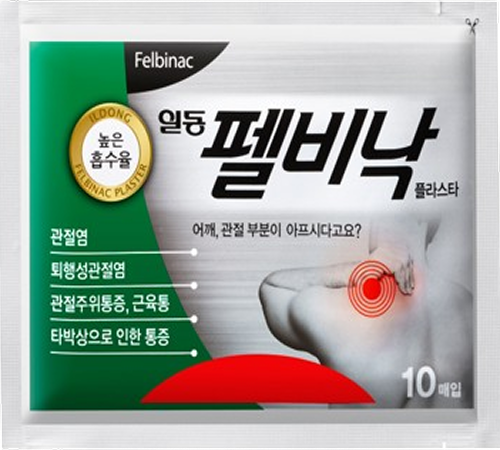 Felbinac
ILDONG
높은
흡수율
FELBINAC PLASTER
일동 펠비낙
플라스타
어깨, 관절 부분이 아프시다고요?
관절염
퇴행성관절염
관절주위통증, 근육통
타박상으로 인한 통증
10매입